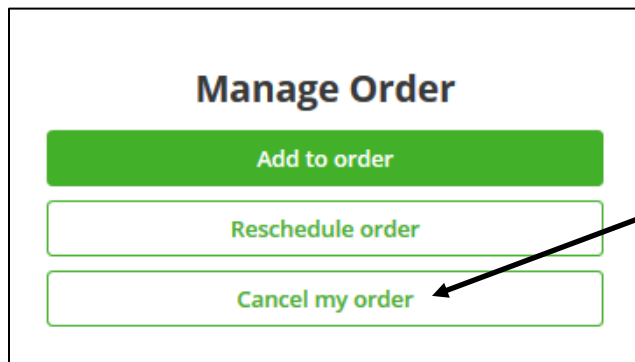 Manage Order
Add to order
Reschedule order
Cancel my order